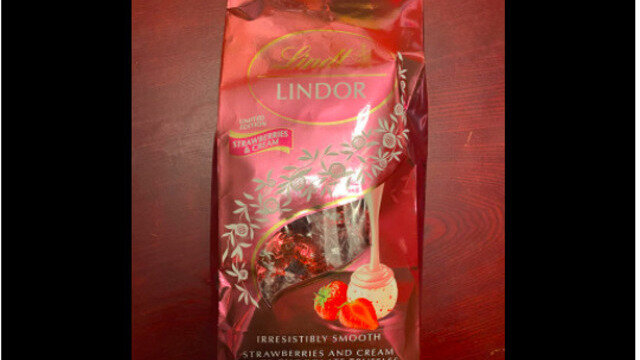 Lindt
LINDOR
LIMITED
EDITION
STRAWBERRIES
& CREAM
IRRESISTIBLY SMOOTH
STRAWBERRIES AND CREAM